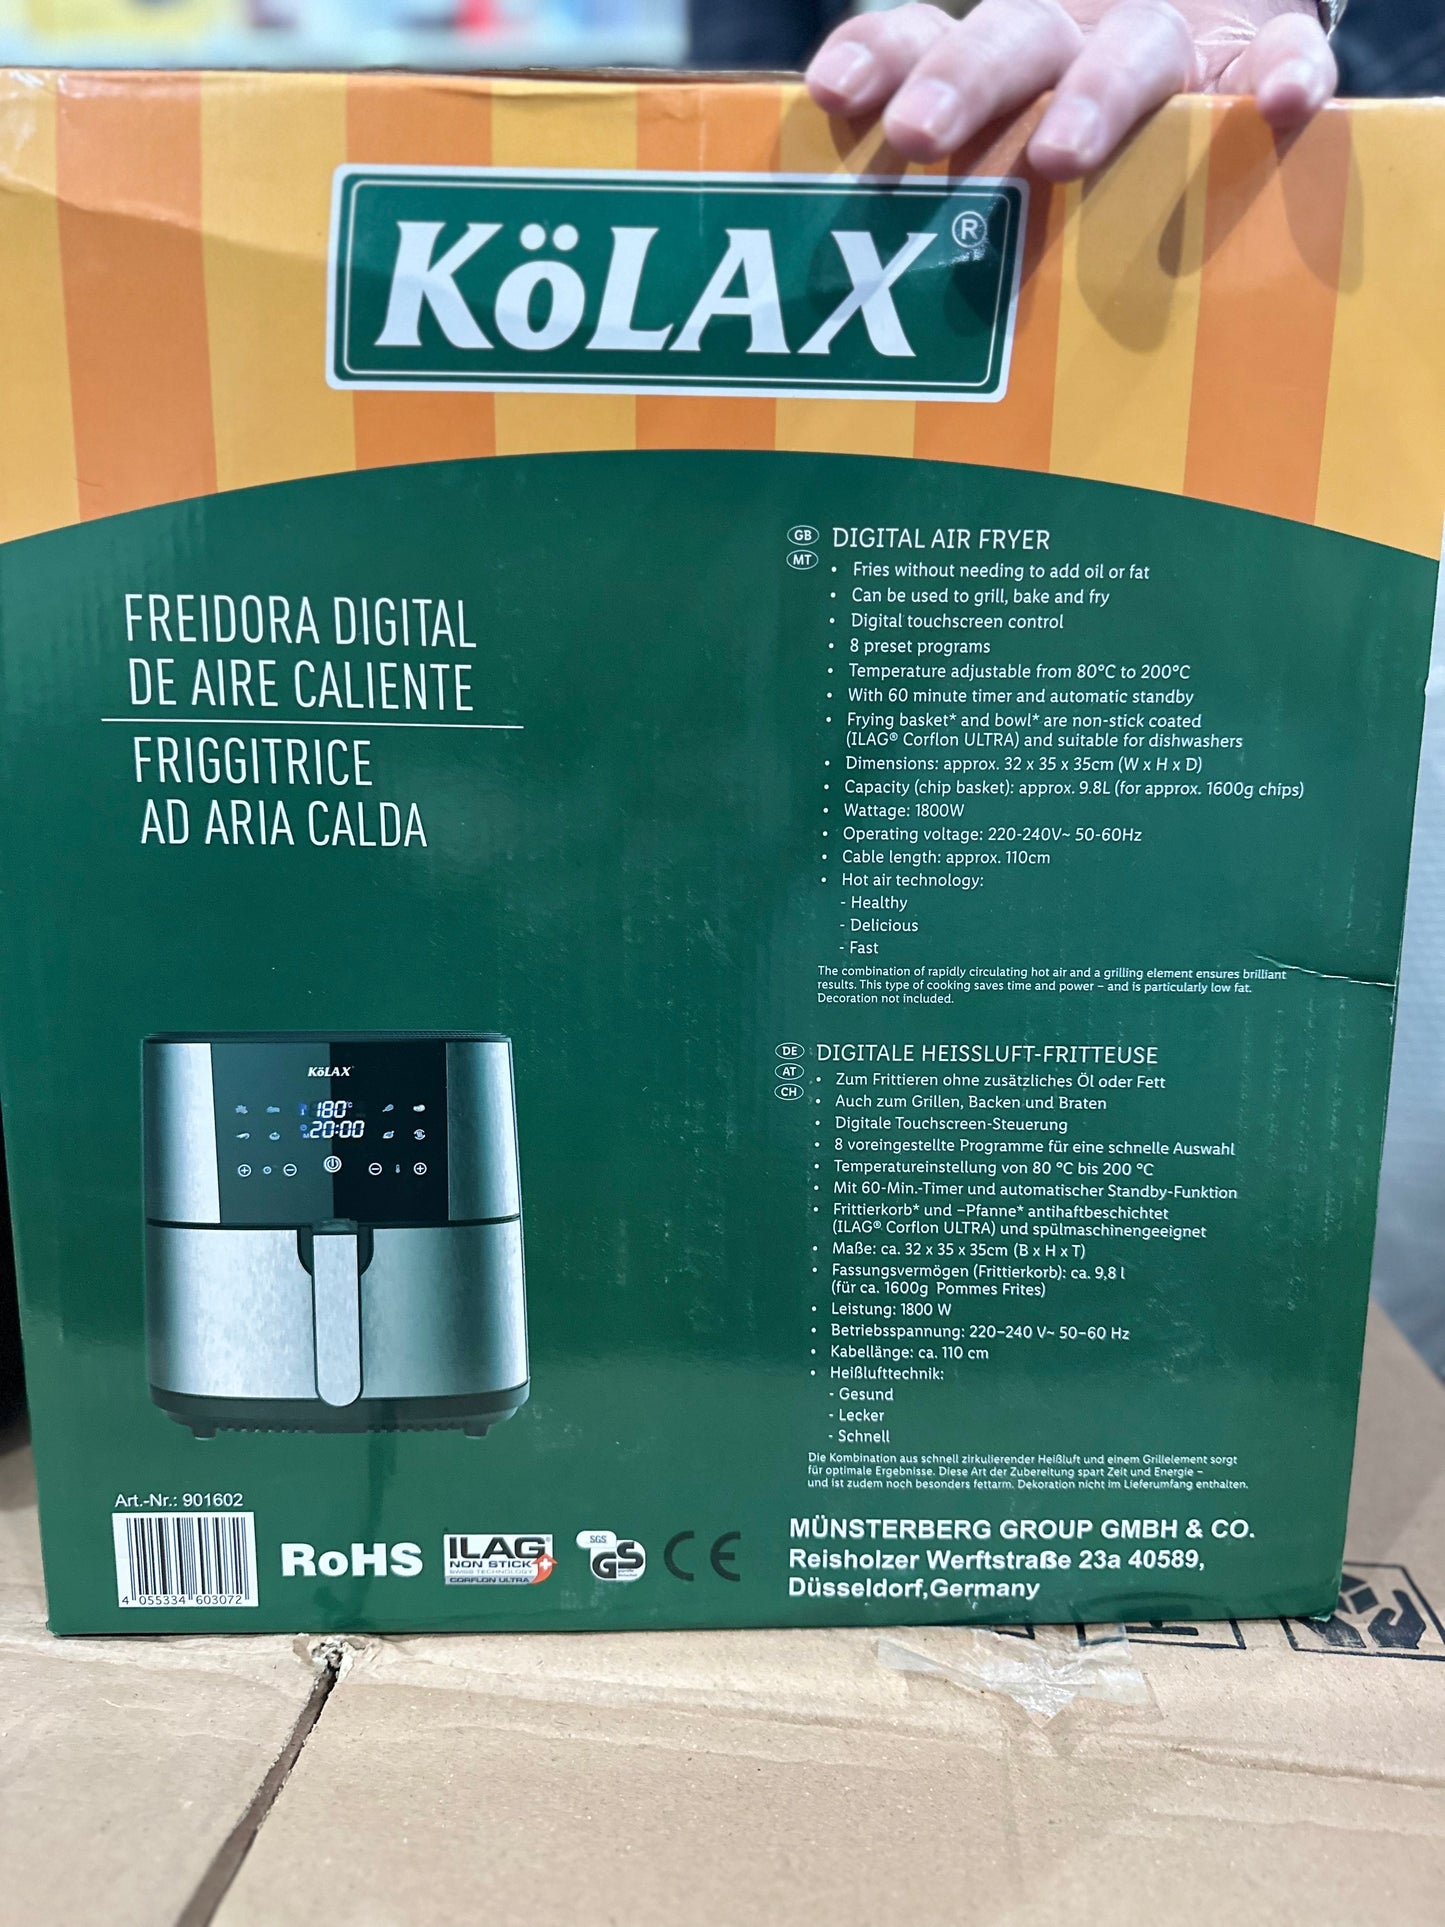 KöLAX®
FREIDORA DIGITAL
DE AIRE CALIENTE
FRIGGITRICE
AD ARIA CALDA
GB
MT
DIGITAL AIR FRYER
• Fries without needing to add oil or fat
• Can be used to grill, bake and fry
• Digital touchscreen control
• 8 preset programs
• Temperature adjustable from 80°C to 200°C
• With 60 minute timer and automatic standby
• Frying basket* and bowl* are non-stick coated
(ILAG® Corflon ULTRA) and suitable for dishwashers
• Dimensions: approx. 32 x 35 x 35cm (W x H x D)
• Capacity (chip basket): approx. 9.8L (for approx. 1600g chips)
• Wattage: 1800W
• Operating voltage: 220-240V~ 50-60Hz
• Cable length: approx. 110cm
• Hot air technology:
- Healthy
- Delicious
- Fast
The combination of rapidly circulating hot air and a grilling element ensures brilliant
results. This type of cooking saves time and power – and is particularly low fat.
Decoration not included.
DE
AT
CH
DIGITALE HEISSLUFT-FRITTEUSE
• Zum Frittieren ohne zusätzliches Öl oder Fett
• Auch zum Grillen, Backen und Braten
• Digitale Touchscreen-Steuerung
• 8 voreingestellte Programme für eine schnelle Auswahl
• Temperatureinstellung von 80 °C bis 200 °C
• Mit 60-Min.-Timer und automatischer Standby-Funktion
• Frittierkorb* und –Pfanne* antihaftbeschichtet
(ILAG® Corflon ULTRA) und spülmaschinengeeignet
• Maße: ca. 32 x 35 x 35cm (B x H x T)
• Fassungsvermögen (Frittierkorb): ca. 9,8 l
(für ca. 1600g Pommes Frites)
• Leistung: 1800 W
• Betriebsspannung: 220–240 V~ 50–60 Hz
• Kabellänge: ca. 110 cm
• Heißlufttechnik:
- Gesund
- Lecker
- Schnell
Die Kombination aus schnell zirkulierender Heißluft und einem Grillelement sorgt
für optimale Ergebnisse. Diese Art der Zubereitung spart Zeit und Energie –
und ist zudem noch besonders fettarm. Dekoration nicht im Lieferumfang enthalten.
KöLAX
180°C
20:00
Art.-Nr.: 901602
4 055334 603072
RoHS
ILAG
NON STICK
SWISS TECHNOLOGY
CORFLON ULTRA
SGS
GS
CE
MÜNSTERBERG GROUP GMBH & CO.
Reisholzer Werftstraße 23a 40589,
Düsseldorf,Germany